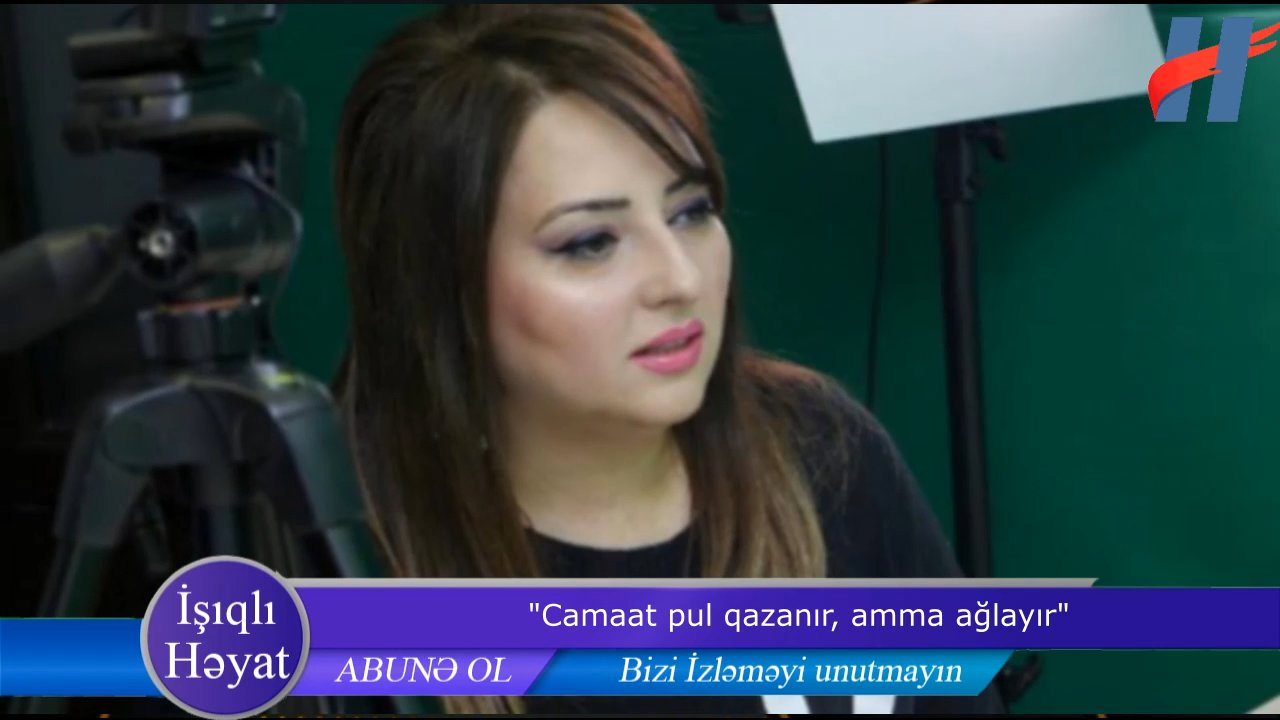 H
"Camaat pul qazanır, amma ağlayır"
İşıqlı
Həyat
ABUNƏ OL
Bizi İzləməyi unutmayın